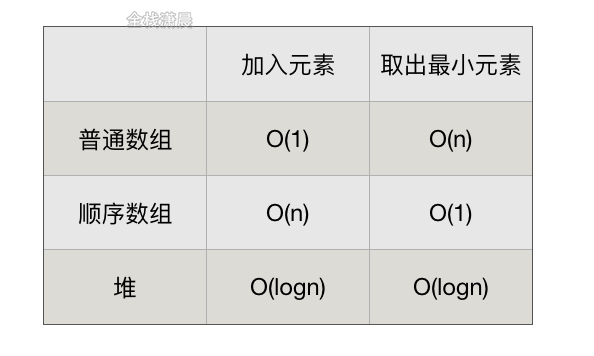 全栈潇晨
加入元素 取出最小元素
普通数组 O(1) O(n)
顺序数组 O(n) O(1)
堆 O(logn) O(logn)